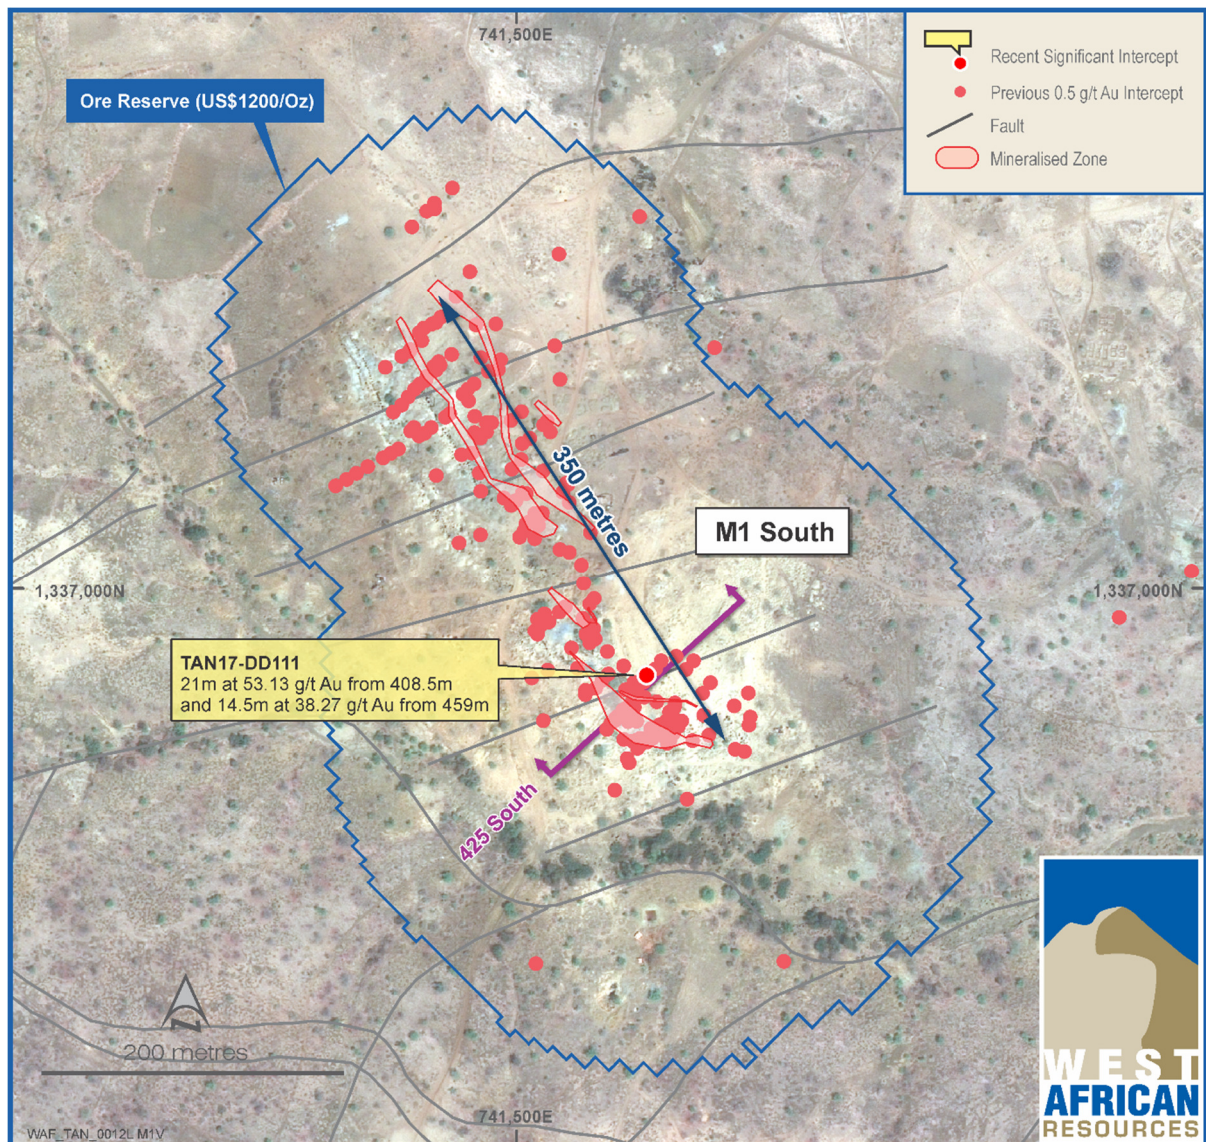 741,500E
Ore Reserve (US$1200/Oz)
Recent Significant Intercept
Previous 0.5 g/t Au Intercept
Fault
Mineralised Zone
350 metres
M1 South
1,337,000N
1,337,000N
TAN17-DD111
21m at 53.13 g/t Au from 408.5m
and 14.5m at 38.27 g/t Au from 459m
425 South
N
200 metres
741,500E
WAF_TAN_0012L M1V
WEST
AFRICAN
RESOURCES